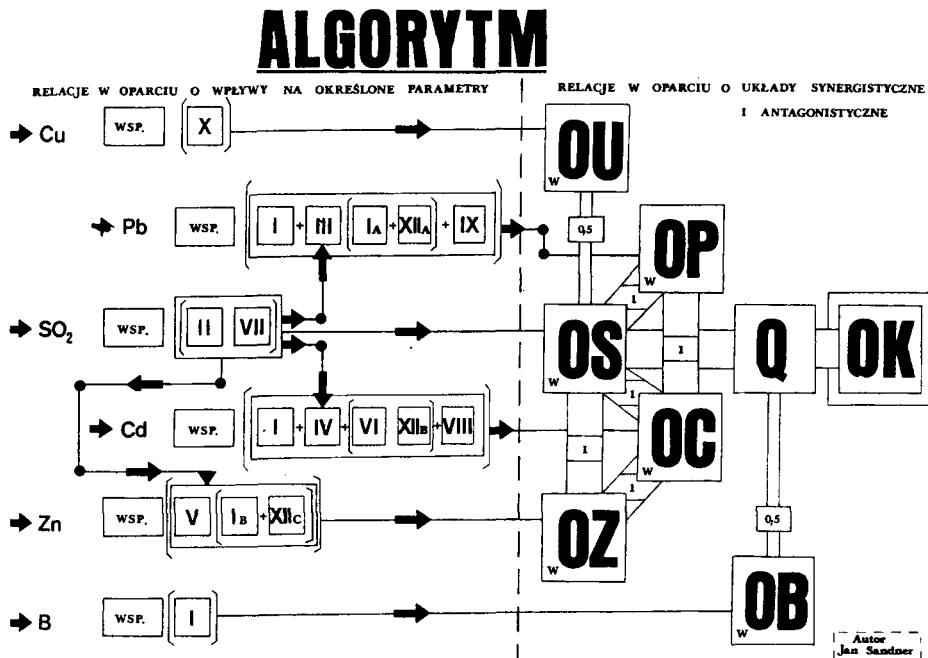 ALGORYTM
RELACJE W OPARCIU O WPŁYWY NA OKREŚLONE PARAMETRY
RELACJE W OPARCIU O UKŁADY SYNERGISTYCZNE
I ANTAGONISTYCZNE
Cu WSP. X
OU W
0,5
Pb WSP. I + III (IA + XIIA) + IX
OP W
1
SO2 WSP. II VII
OS W
1
Q
OK
1
Cd WSP. I + IV + (VI XIIB) + VIII
OC W
1
1
Zn WSP. V (IB + XIIC)
OZ W
0,5
B WSP. I
OB W
Autor
Jan Sandner